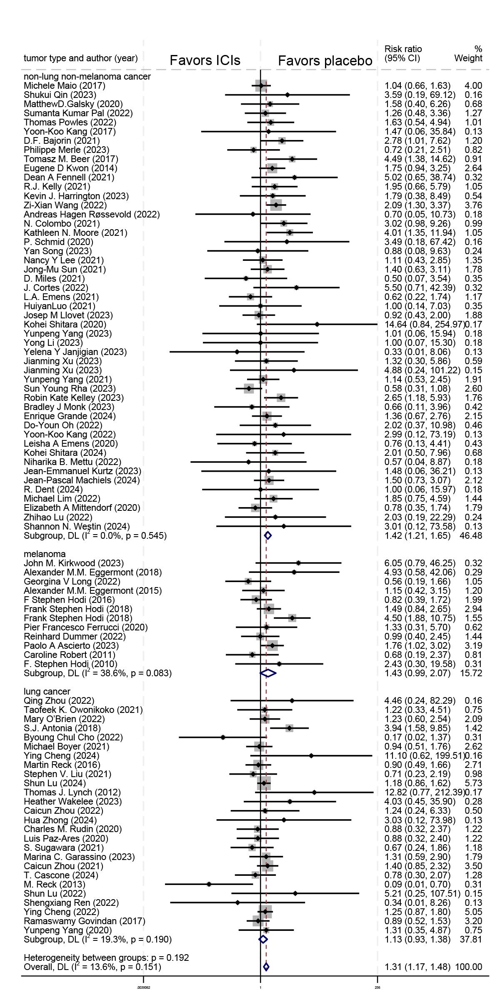 Risk ratio %
tumor type and author (year) Favors ICIs Favors placebo (95% CI) Weight
non-lung non-melanoma cancer
Michele Maio (2017) 1.04 (0.66, 1.63) 4.00
Shukui Qin (2023) 3.59 (0.19, 69.12) 0.16
MatthewD.Galsky (2020) 1.58 (0.40, 6.26) 0.68
Sumanta Kumar Pal (2022) 1.26 (0.48, 3.36) 1.27
Thomas Powles (2022) 1.63 (0.54, 4.94) 1.01
Yoon-Koo Kang (2017) 1.47 (0.06, 35.84) 0.13
D.F. Bajorin (2021) 2.78 (1.01, 7.62) 1.20
Philippe Merle (2023) 0.72 (0.21, 2.51) 0.82
Tomasz M. Beer (2017) 4.49 (1.38, 14.62) 0.91
Eugene D Kwon (2014) 1.75 (0.94, 3.25) 2.64
Dean A Fennell (2021) 5.02 (0.65, 38.74) 0.32
R.J. Kelly (2021) 1.95 (0.66, 5.79) 1.05
Kevin J. Harrington (2023) 1.79 (0.38, 8.49) 0.54
Zi-Xian Wang (2022) 2.09 (1.30, 3.37) 3.76
Andreas Hagen Røssevold (2022) 0.70 (0.05, 10.73) 0.18
N. Colombo (2021) 3.02 (0.98, 9.26) 0.99
Kathleen N. Moore (2021) 4.01 (1.35, 11.94) 1.05
P. Schmid (2020) 3.49 (0.18, 67.42) 0.16
Yan Song (2023) 0.88 (0.08, 9.63) 0.24
Nancy Y Lee (2021) 1.11 (0.43, 2.85) 1.35
Jong-Mu Sun (2021) 1.40 (0.63, 3.11) 1.78
D. Miles (2021) 0.50 (0.07, 3.54) 0.35
J. Cortes (2022) 5.50 (0.71, 42.39) 0.32
L.A. Emens (2021) 0.62 (0.22, 1.74) 1.17
HuiyanLuo (2021) 1.00 (0.14, 7.03) 0.35
Josep M Llovet (2023) 0.92 (0.43, 2.00) 1.88
Kohei Shitara (2020) 14.64 (0.84, 254.97)0.17
Yunpeng Yang (2023) 1.01 (0.06, 15.94) 0.18
Yong Li (2023) 1.00 (0.07, 15.30) 0.18
Yelena Y Janjigian (2023) 0.33 (0.01, 8.06) 0.13
Jianming Xu (2023) 1.32 (0.30, 5.86) 0.59
Jianming Xu (2023) 4.88 (0.24, 101.22) 0.15
Yunpeng Yang (2021) 1.14 (0.53, 2.45) 1.91
Sun Young Rha (2023) 0.58 (0.31, 1.08) 2.60
Robin Kate Kelley (2023) 2.65 (1.18, 5.93) 1.76
Bradley J Monk (2023) 0.66 (0.11, 3.96) 0.42
Enrique Grande (2024) 1.36 (0.67, 2.76) 2.15
Do-Youn Oh (2022) 2.02 (0.37, 10.98) 0.46
Yoon-Koo Kang (2022) 2.99 (0.12, 73.19) 0.13
Leisha A Emens (2020) 0.76 (0.13, 4.41) 0.43
Kohei Shitara (2024) 2.01 (0.50, 7.96) 0.68
Niharika B. Mettu (2022) 0.57 (0.04, 8.87) 0.18
Jean-Emmanuel Kurtz (2023) 1.48 (0.06, 36.21) 0.13
Jean-Pascal Machiels (2024) 1.50 (0.73, 3.07) 2.12
R. Dent (2024) 1.00 (0.06, 15.97) 0.18
Michael Lim (2022) 1.85 (0.75, 4.59) 1.44
Elizabeth A Mittendorf (2020) 0.78 (0.35, 1.74) 1.79
Zhihao Lu (2022) 2.03 (0.19, 22.29) 0.24
Shannon N. Westin (2024) 3.01 (0.12, 73.58) 0.13
Subgroup, DL (I² = 0.0%, p = 0.545) 1.42 (1.21, 1.65) 46.48
melanoma
John M. Kirkwood (2023) 6.05 (0.79, 46.25) 0.32
Alexander M.M. Eggermont (2018) 4.93 (0.58, 42.06) 0.29
Georgina V Long (2022) 0.56 (0.19, 1.66) 1.05
Alexander M.M. Eggermont (2015) 1.15 (0.42, 3.15) 1.20
F Stephen Hodi (2016) 0.82 (0.39, 1.72) 1.99
Frank Stephen Hodi (2018) 1.49 (0.84, 2.65) 2.94
Frank Stephen Hodi (2018) 4.50 (1.88, 10.75) 1.55
Pier Francesco Ferrucci (2020) 1.33 (0.31, 5.70) 0.62
Reinhard Dummer (2022) 0.99 (0.40, 2.45) 1.44
Paolo A Ascierto (2023) 1.76 (1.02, 3.02) 3.19
Caroline Robert (2011) 0.68 (0.19, 2.37) 0.81
F. Stephen Hodi (2010) 2.43 (0.30, 19.58) 0.31
Subgroup, DL (I² = 38.6%, p = 0.083) 1.43 (0.99, 2.07) 15.72
lung cancer
Qing Zhou (2022) 4.46 (0.24, 82.29) 0.16
Taofeek K. Owonikoko (2021) 1.22 (0.33, 4.51) 0.75
Mary O’Brien (2022) 1.23 (0.60, 2.54) 2.09
S.J. Antonia (2018) 3.94 (1.58, 9.85) 1.42
Byoung Chul Cho (2022) 0.17 (0.02, 1.37) 0.31
Michael Boyer (2021) 0.94 (0.51, 1.76) 2.62
Ying Cheng (2024) 11.10 (0.62, 199.51)0.16
Martin Reck (2016) 0.90 (0.49, 1.66) 2.71
Stephen V. Liu (2021) 0.71 (0.23, 2.19) 0.98
Shun Lu (2024) 1.18 (0.86, 1.62) 5.73
Thomas J. Lynch (2012) 12.82 (0.77, 212.39)0.17
Heather Wakelee (2023) 4.03 (0.45, 35.90) 0.28
Caicun Zhou (2022) 1.24 (0.24, 6.33) 0.50
Hua Zhong (2024) 3.03 (0.12, 73.98) 0.13
Charles M. Rudin (2020) 0.88 (0.32, 2.37) 1.22
Luis Paz-Ares (2020) 0.88 (0.32, 2.40) 1.22
S. Sugawara (2021) 0.67 (0.24, 1.86) 1.18
Marina C. Garassino (2023) 1.31 (0.59, 2.90) 1.79
Caicun Zhou (2021) 1.40 (0.85, 2.32) 3.50
T. Cascone (2024) 0.78 (0.30, 2.07) 1.28
M. Reck (2013) 0.09 (0.01, 0.70) 0.31
Shun Lu (2022) 5.21 (0.25, 107.51) 0.15
Shengxiang Ren (2022) 0.34 (0.01, 8.26) 0.13
Ying Cheng (2022) 1.25 (0.87, 1.80) 5.05
Ramaswamy Govindan (2017) 0.89 (0.52, 1.53) 3.20
Yunpeng Yang (2020) 1.31 (0.35, 4.87) 0.75
Subgroup, DL (I² = 19.3%, p = 0.190) 1.13 (0.93, 1.38) 37.81
Heterogeneity between groups: p = 0.192
Overall, DL (I² = 13.6%, p = 0.151) 1.31 (1.17, 1.48) 100.00
.0039062 1 256